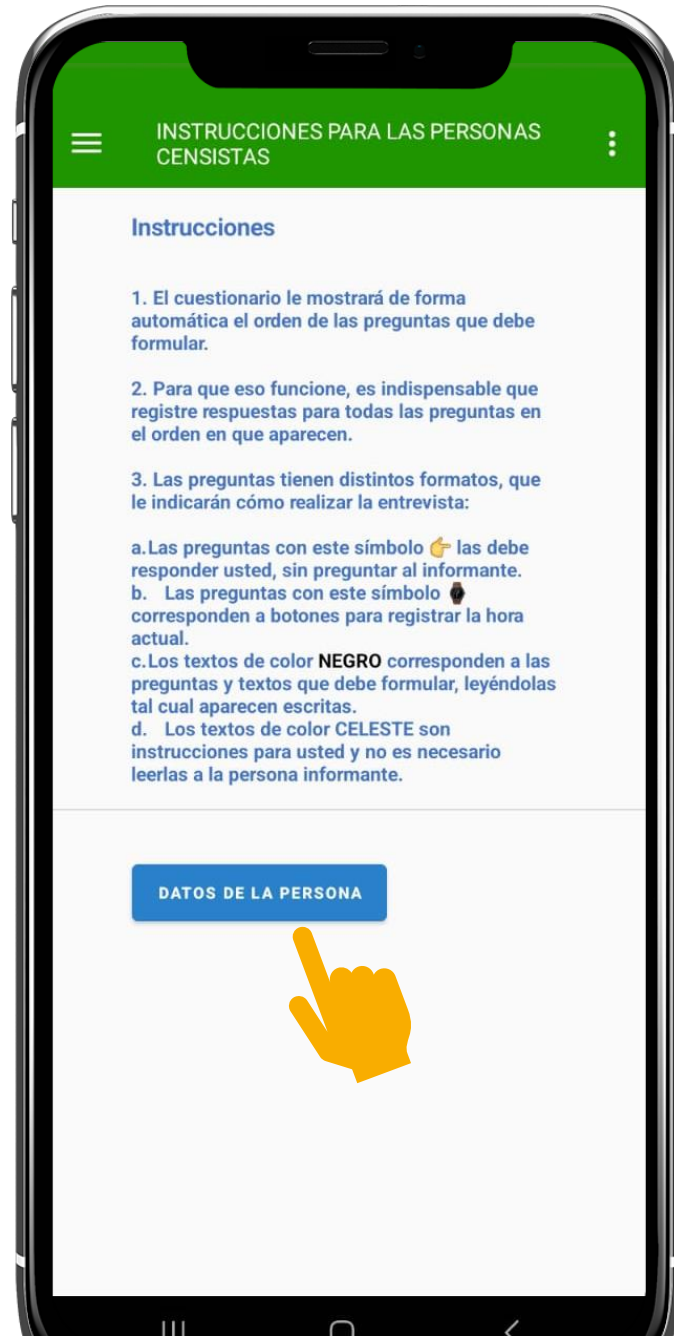 INSTRUCCIONES PARA LAS PERSONAS
CENSISTAS
Instrucciones
1. El cuestionario le mostrará de forma
automática el orden de las preguntas que debe
formular.
2. Para que eso funcione, es indispensable que
registre respuestas para todas las preguntas en
el orden en que aparecen.
3. Las preguntas tienen distintos formatos, que
le indicarán cómo realizar la entrevista:
a.Las preguntas con este símbolo 👉 las debe
responder usted, sin preguntar al informante.
b. Las preguntas con este símbolo ⌚
corresponden a botones para registrar la hora
actual.
c.Los textos de color NEGRO corresponden a las
preguntas y textos que debe formular, leyéndolas
tal cual aparecen escritas.
d. Los textos de color CELESTE son
instrucciones para usted y no es necesario
leerlas a la persona informante.
DATOS DE LA PERSONA